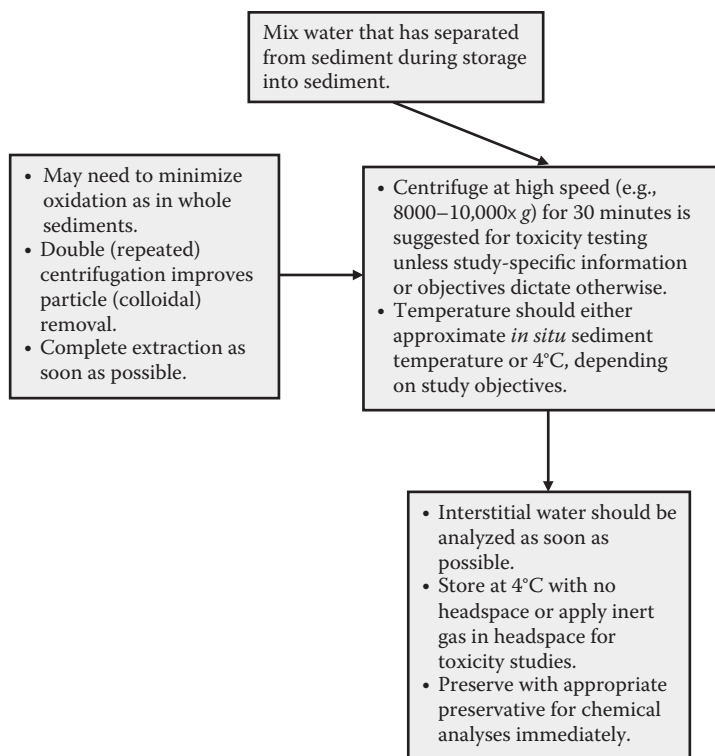 Mix water that has separated
from sediment during storage
into sediment.
• May need to minimize
oxidation as in whole
sediments.
• Double (repeated)
centrifugation improves
particle (colloidal)
removal.
• Complete extraction as
soon as possible.
• Centrifuge at high speed (e.g.,
8000–10,000× g) for 30 minutes is
suggested for toxicity testing
unless study-specific information
or objectives dictate otherwise.
• Temperature should either
approximate in situ sediment
temperature or 4°C, depending
on study objectives.
• Interstitial water should be
analyzed as soon as
possible.
• Store at 4°C with no
headspace or apply inert
gas in headspace for
toxicity studies.
• Preserve with appropriate
preservative for chemical
analyses immediately.